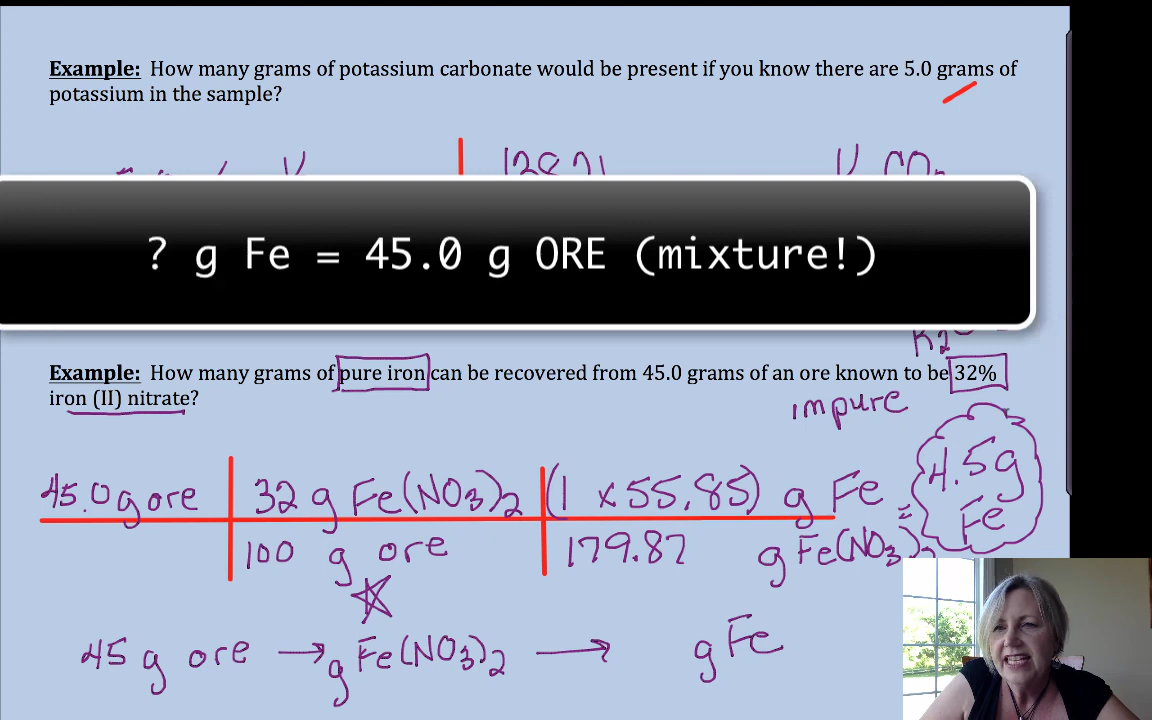 Example: How many grams of potassium carbonate would be present if you know there are 5.0 grams of
potassium in the sample?
? g Fe = 45.0 g ORE (mixture!)
Example: How many grams of pure iron can be recovered from 45.0 grams of an ore known to be 32%
iron (II) nitrate?
impure
45.0 g ore 32 g Fe(NO3)2 (1 x 55.85) g Fe = 4.5g
Fe
100 g ore 179.87 g Fe(NO3)2
45 g ore → g Fe(NO3)2 → g Fe